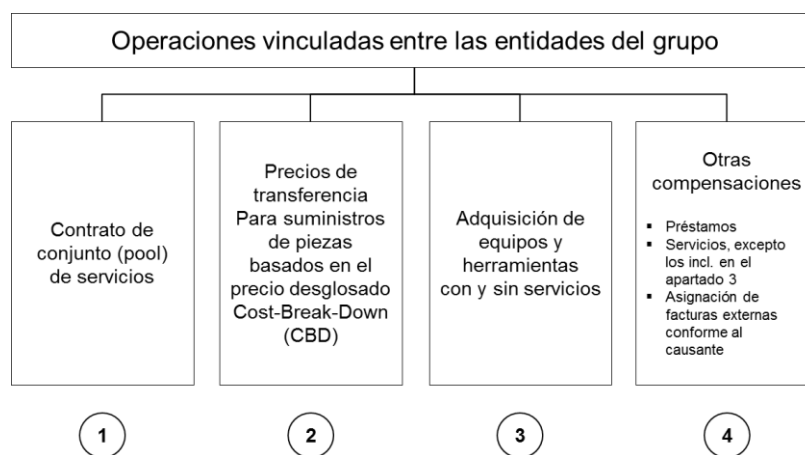 Operaciones vinculadas entre las entidades del grupo
Contrato de
conjunto (pool)
de servicios
Precios de
transferencia
Para suministros
de piezas
basados en el
precio desglosado
Cost-Break-Down
(CBD)
Adquisición de
equipos y
herramientas
con y sin servicios
Otras
compensaciones
▪ Préstamos
▪ Servicios, excepto
los incl. en el
apartado 3
▪ Asignación de
facturas externas
conforme al
causante
1
2
3
4